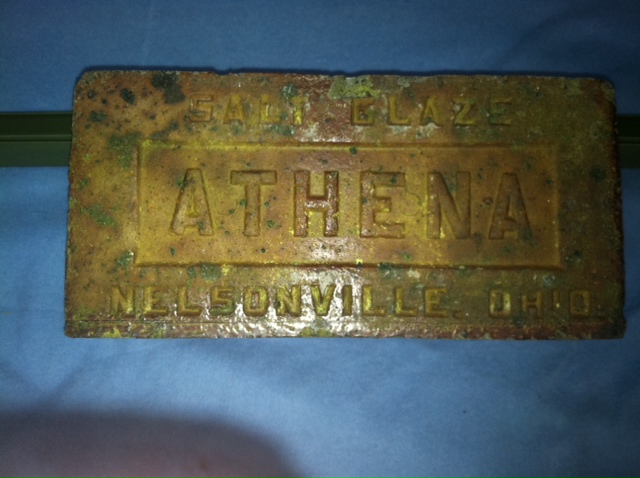 SALT GLAZE
ATHENA
NELSONVILLE, OHIO.